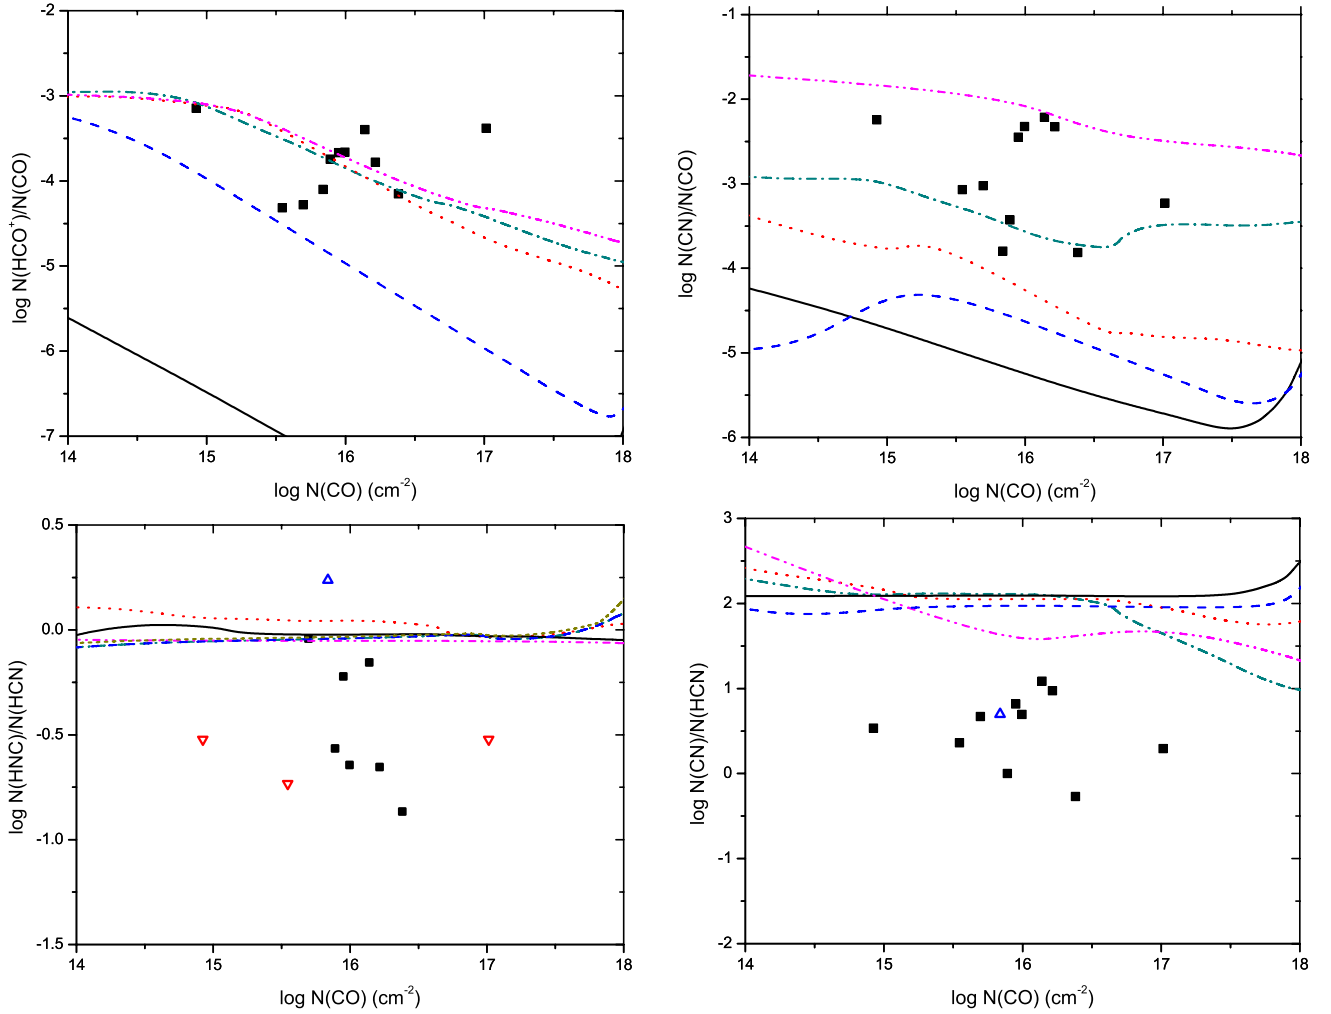 -2
-3
-4
-5
-6
-7
14 15 16 17 18
log N(HCO⁺)/N(CO)
log N(CO) (cm⁻²)
-1
-2
-3
-4
-5
-6
14 15 16 17 18
log N(CN)/N(CO)
log N(CO) (cm⁻²)
0.5
0.0
-0.5
-1.0
-1.5
14 15 16 17 18
log N(HNC)/N(HCN)
log N(CO) (cm⁻²)
3
2
1
0
-1
-2
14 15 16 17 18
log N(CN)/N(HCN)
log N(CO) (cm⁻²)